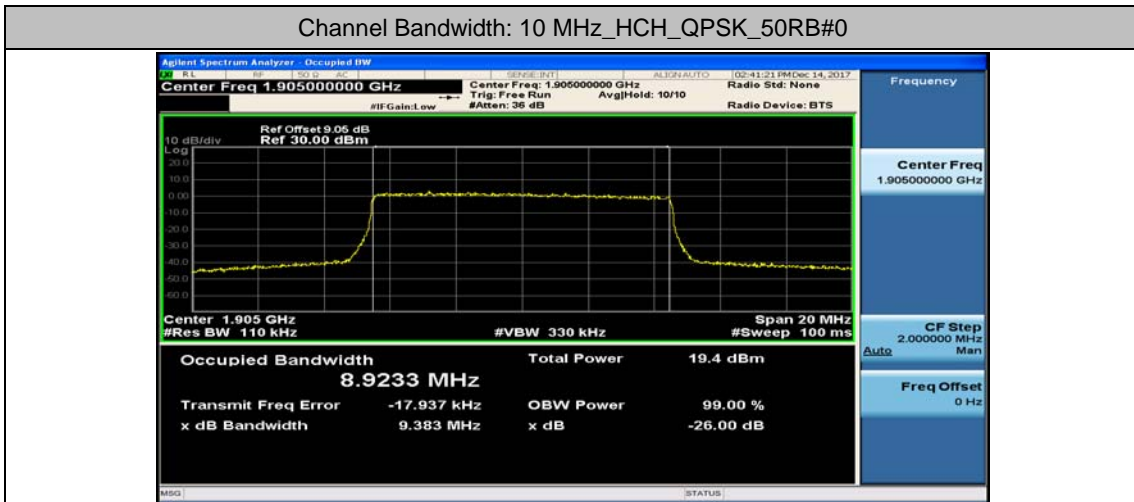 Channel Bandwidth: 10 MHz_HCH_QPSK_50RB#0
Agilent Spectrum Analyzer - Occupied BW
LXI RL RF 50 Ω AC SENSE:INT ALIGNAUTO 02:41:21 PM Dec 14, 2017
Center Freq 1.905000000 GHz
Center Freq: 1.905000000 GHz
Radio Std: None
Trig: Free Run Avg|Hold: 10/10
#IFGain:Low #Atten: 36 dB Radio Device: BTS
Ref Offset 9.05 dB
10 dB/div Ref 30.00 dBm
Log
20.0
10.0
0.00
-10.0
-20.0
-30.0
-40.0
-50.0
-60.0
Center 1.905 GHz Span 20 MHz
#Res BW 110 kHz #VBW 330 kHz #Sweep 100 ms
Occupied Bandwidth Total Power 19.4 dBm
8.9233 MHz
Transmit Freq Error -17.937 kHz OBW Power 99.00 %
x dB Bandwidth 9.383 MHz x dB -26.00 dB
MSG STATUS
Frequency
Center Freq
1.905000000 GHz
CF Step
2.000000 MHz
Auto Man
Freq Offset
0 Hz